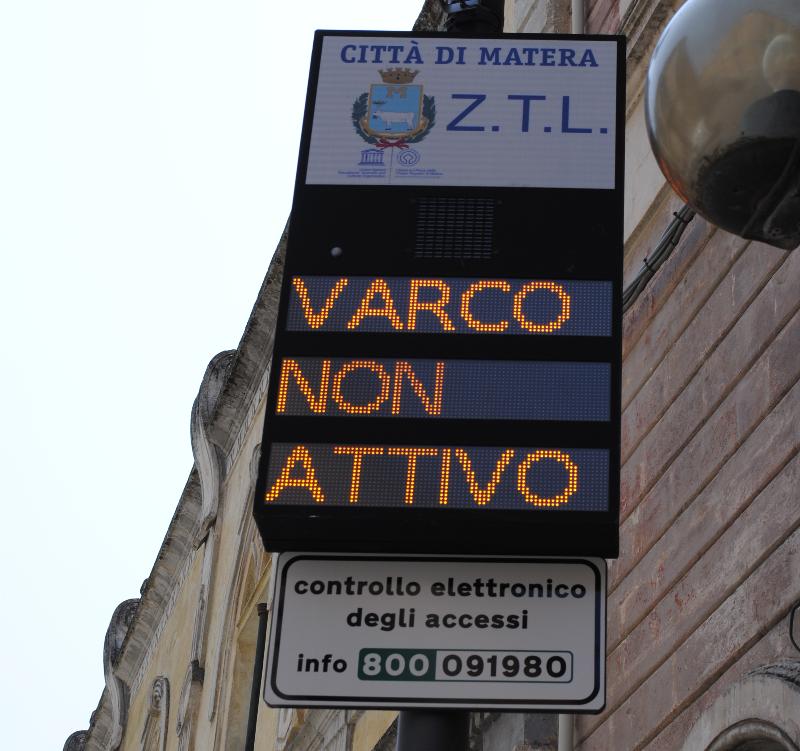 CITTÀ DI MATERA
Z.T.L.
VARCO
NON
ATTIVO
controllo elettronico
degli accessi
info 800 091980